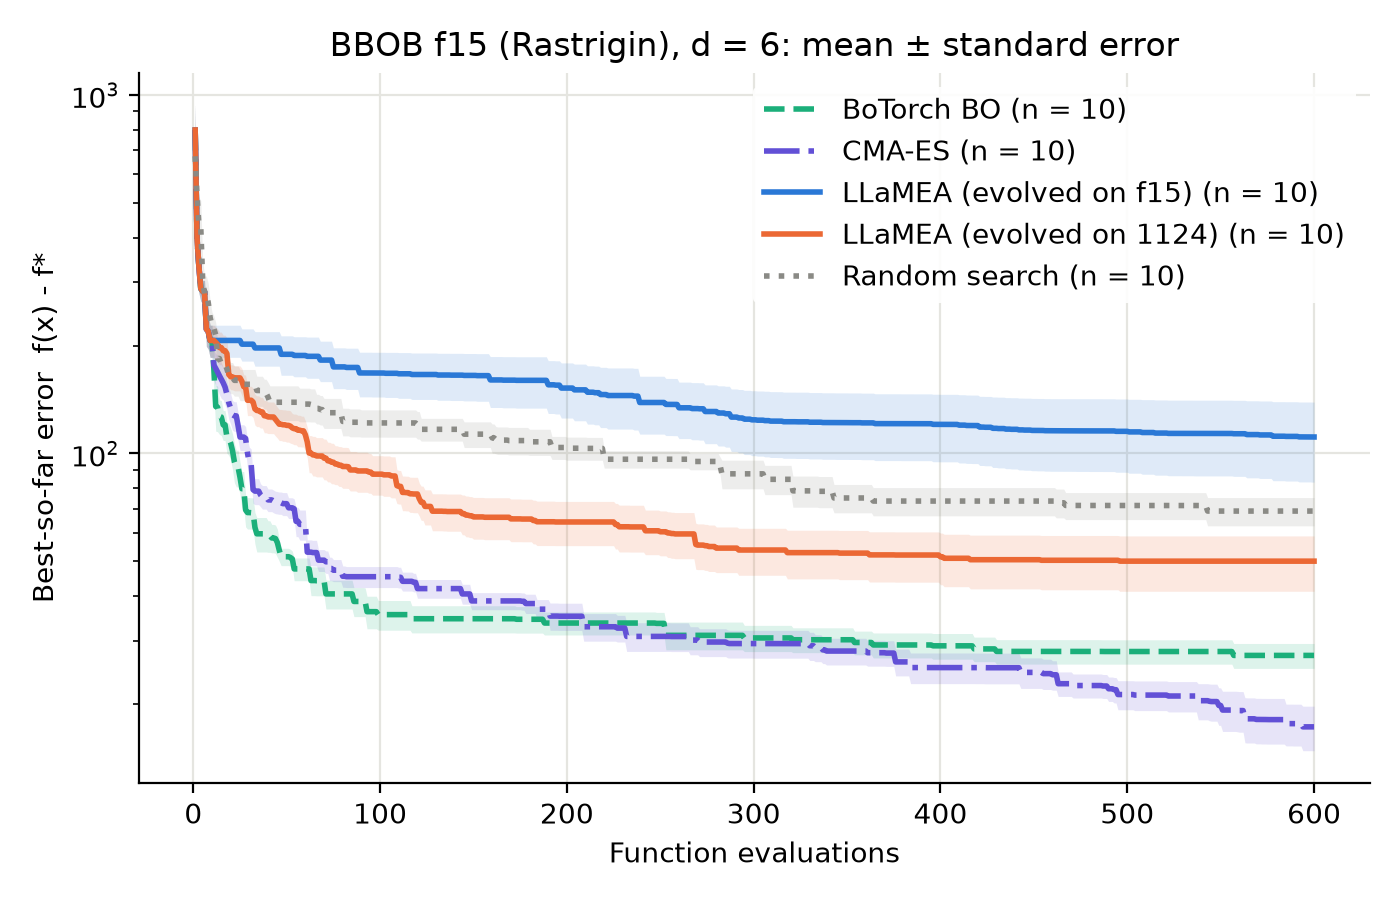 BBOB f15 (Rastrigin), d = 6: mean ± standard error
Best-so-far error  f(x) - f*
10³
10²
BoTorch BO (n = 10)
CMA-ES (n = 10)
LLaMEA (evolved on f15) (n = 10)
LLaMEA (evolved on 1124) (n = 10)
Random search (n = 10)
0 100 200 300 400 500 600
Function evaluations